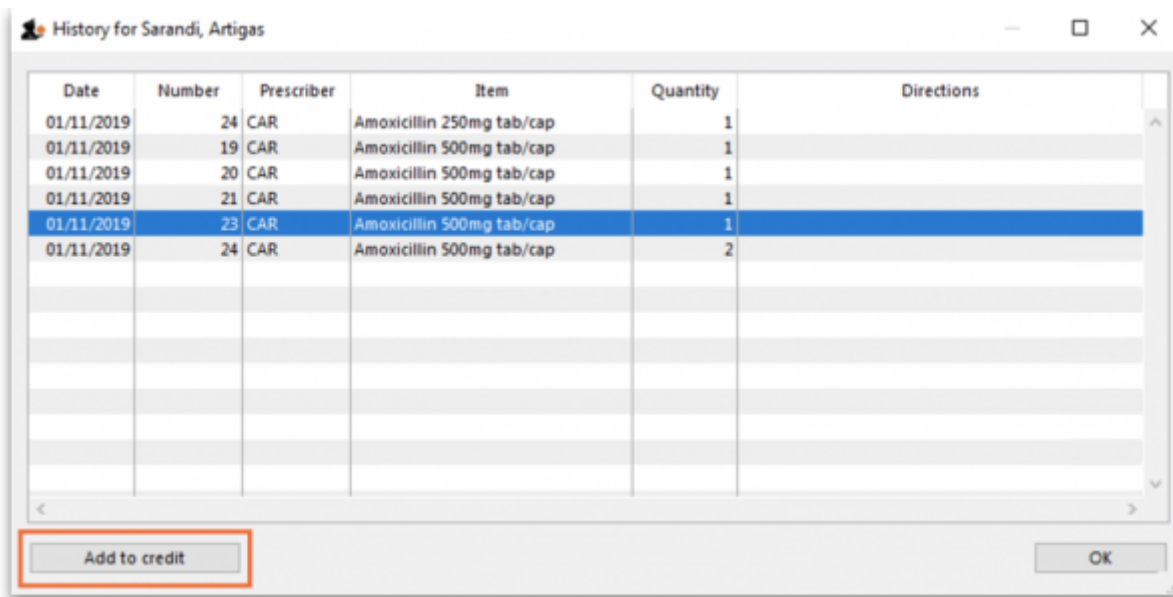 History for Sarandi, Artigas
Date Number Prescriber Item Quantity Directions
01/11/2019 24 CAR Amoxicillin 250mg tab/cap 1
01/11/2019 19 CAR Amoxicillin 500mg tab/cap 1
01/11/2019 20 CAR Amoxicillin 500mg tab/cap 1
01/11/2019 21 CAR Amoxicillin 500mg tab/cap 1
01/11/2019 23 CAR Amoxicillin 500mg tab/cap 1
01/11/2019 24 CAR Amoxicillin 500mg tab/cap 2
Add to credit OK